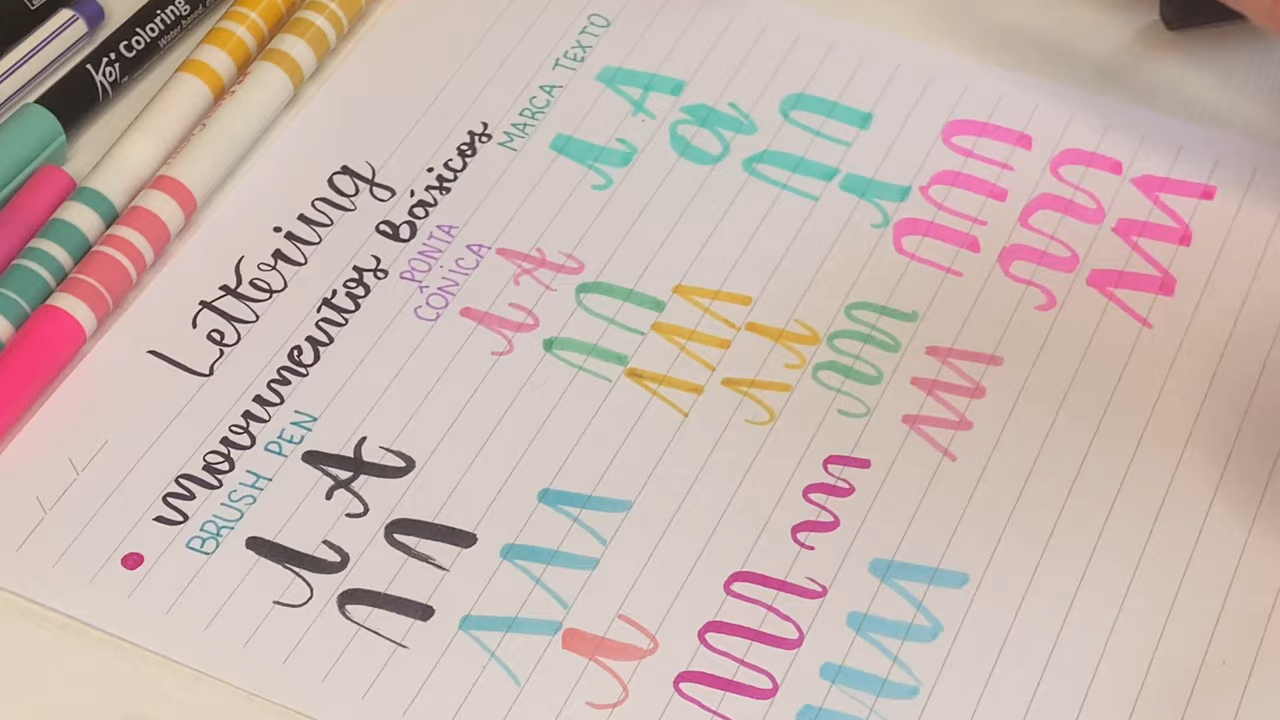 Koi Coloring
Lettering
movimentos básicos
BRUSH PEN
PONTA
CÔNICA
MARCA TEXTO
A
A
A a